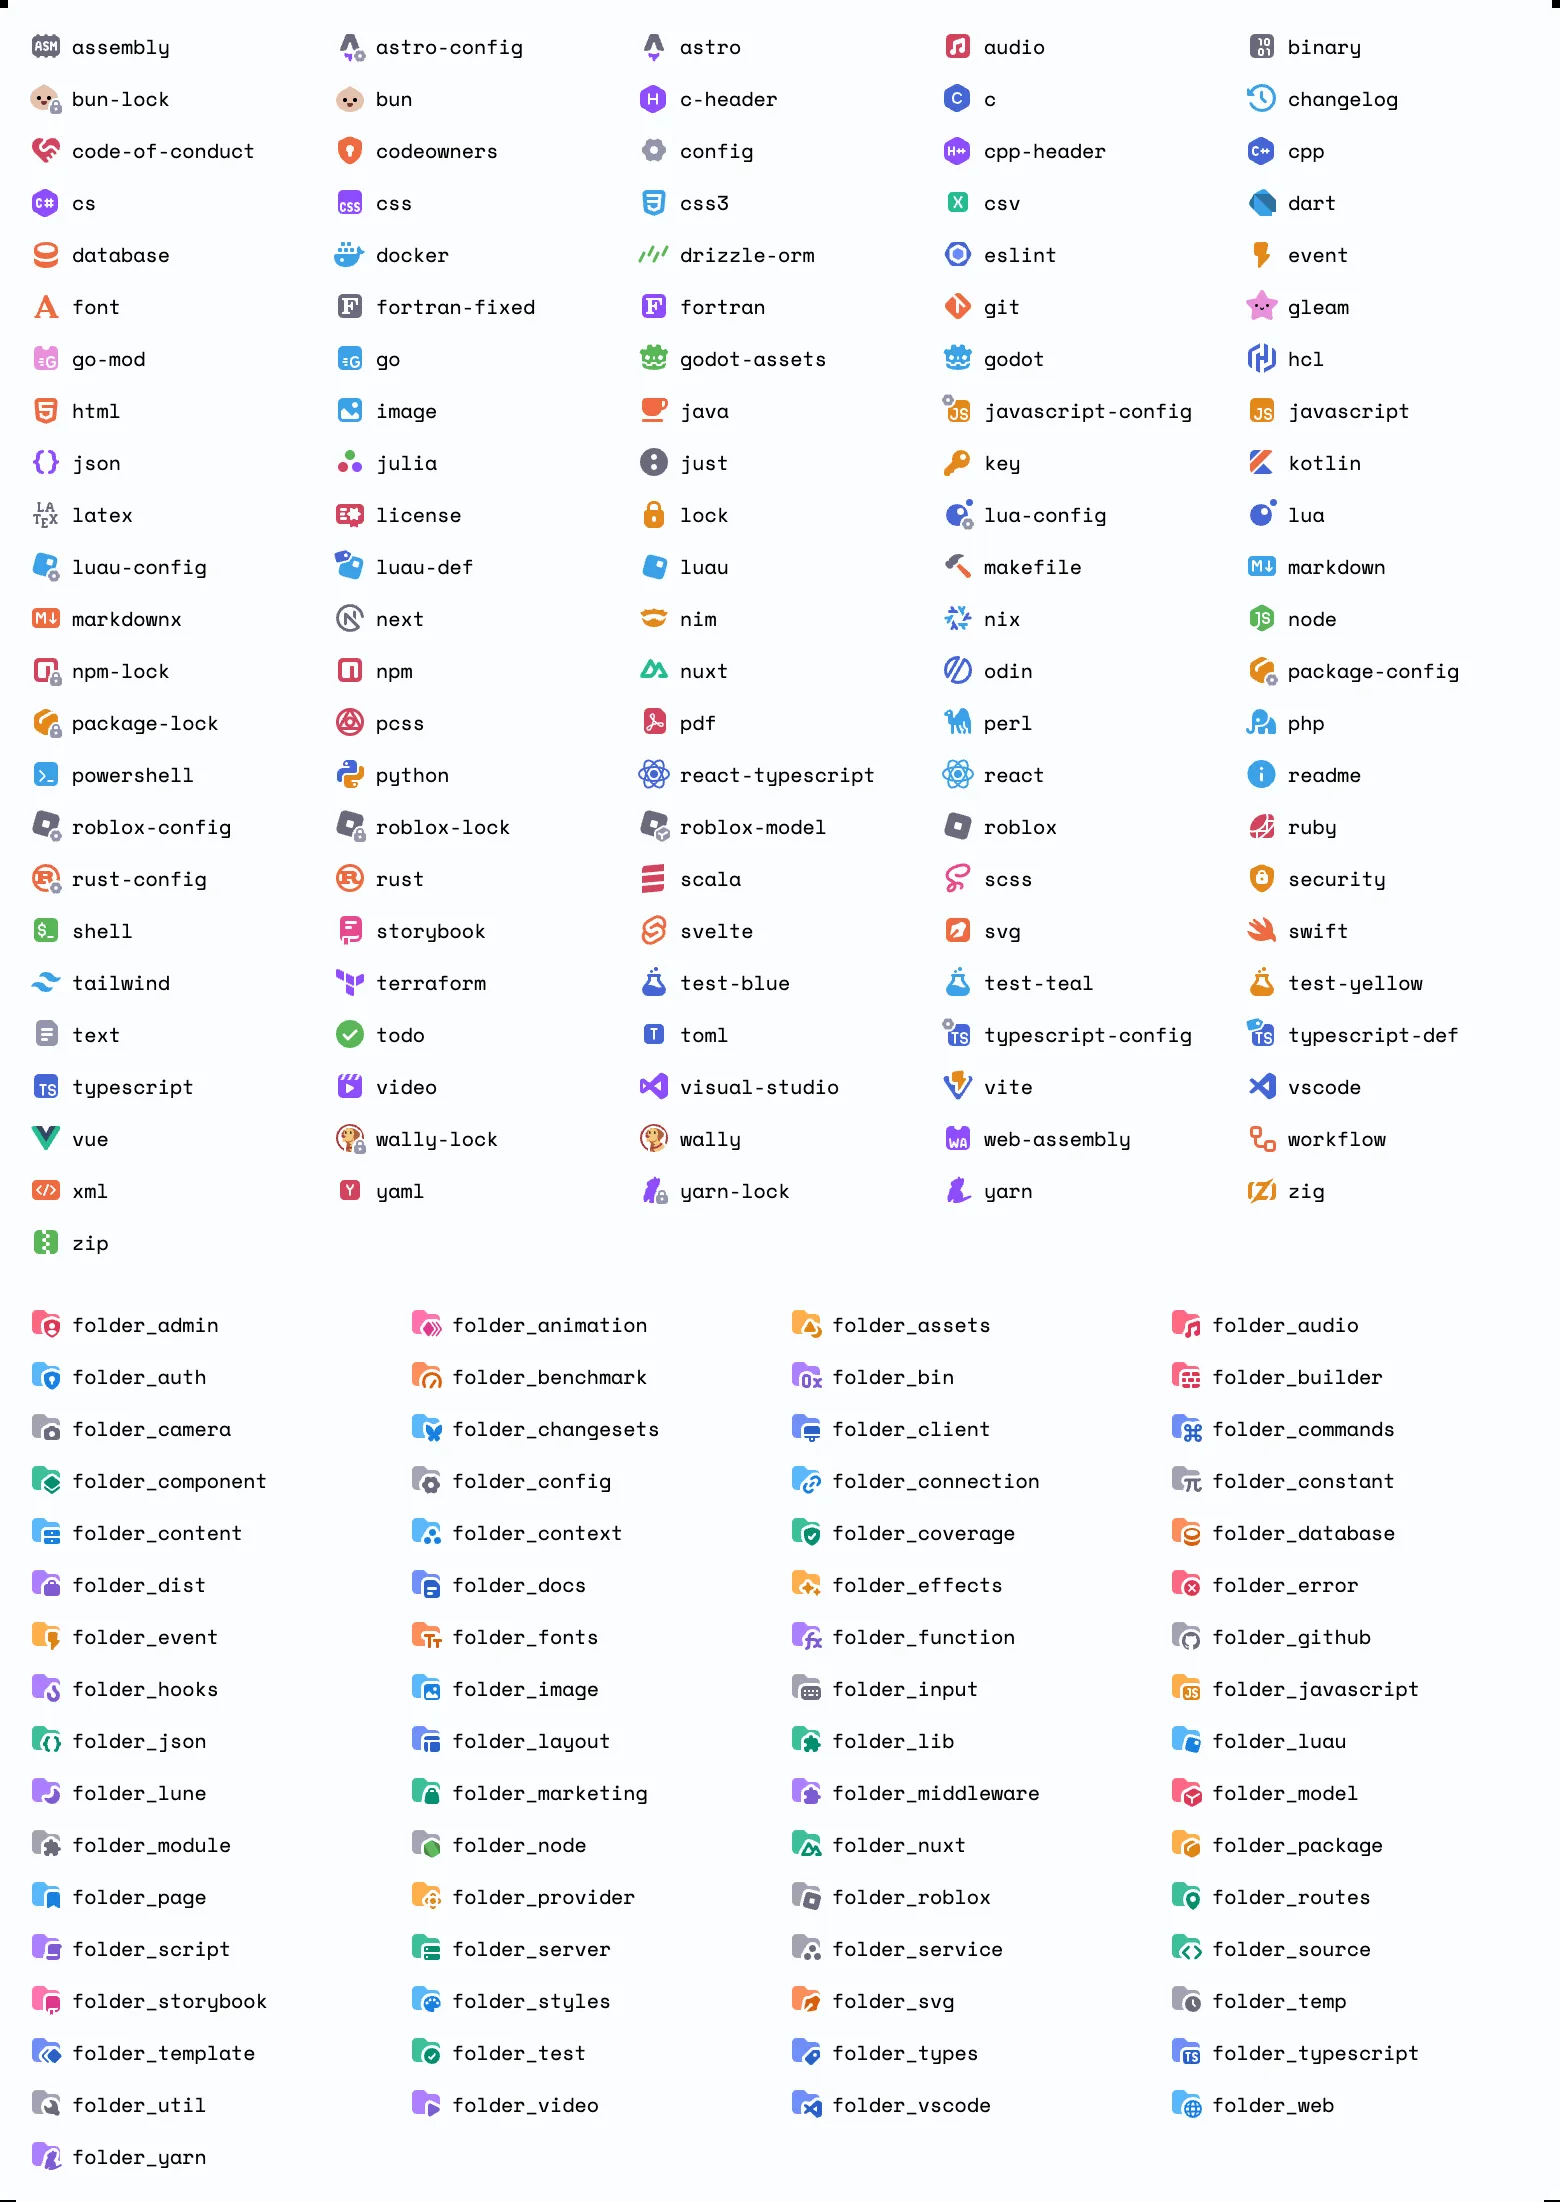 assembly astro-config astro audio binary
bun-lock bun c-header c changelog
code-of-conduct codeowners config cpp-header cpp
cs css css3 csv dart
database docker drizzle-orm eslint event
font fortran-fixed fortran git gleam
go-mod go godot-assets godot hcl
html image java javascript-config javascript
json julia just key kotlin
latex license lock lua-config lua
luau-config luau-def luau makefile markdown
markdownx next nim nix node
npm-lock npm nuxt odin package-config
package-lock pcss pdf perl php
powershell python react-typescript react readme
roblox-config roblox-lock roblox-model roblox ruby
rust-config rust scala scss security
shell storybook svelte svg swift
tailwind terraform test-blue test-teal test-yellow
text todo toml typescript-config typescript-def
typescript video visual-studio vite vscode
vue wally-lock wally web-assembly workflow
xml yaml yarn-lock yarn zig
zip
folder_admin folder_animation folder_assets folder_audio
folder_auth folder_benchmark folder_bin folder_builder
folder_camera folder_changesets folder_client folder_commands
folder_component folder_config folder_connection folder_constant
folder_content folder_context folder_coverage folder_database
folder_dist folder_docs folder_effects folder_error
folder_event folder_fonts folder_function folder_github
folder_hooks folder_image folder_input folder_javascript
folder_json folder_layout folder_lib folder_luau
folder_lune folder_marketing folder_middleware folder_model
folder_module folder_node folder_nuxt folder_package
folder_page folder_provider folder_roblox folder_routes
folder_script folder_server folder_service folder_source
folder_storybook folder_styles folder_svg folder_temp
folder_template folder_test folder_types folder_typescript
folder_util folder_video folder_vscode folder_web
folder_yarn